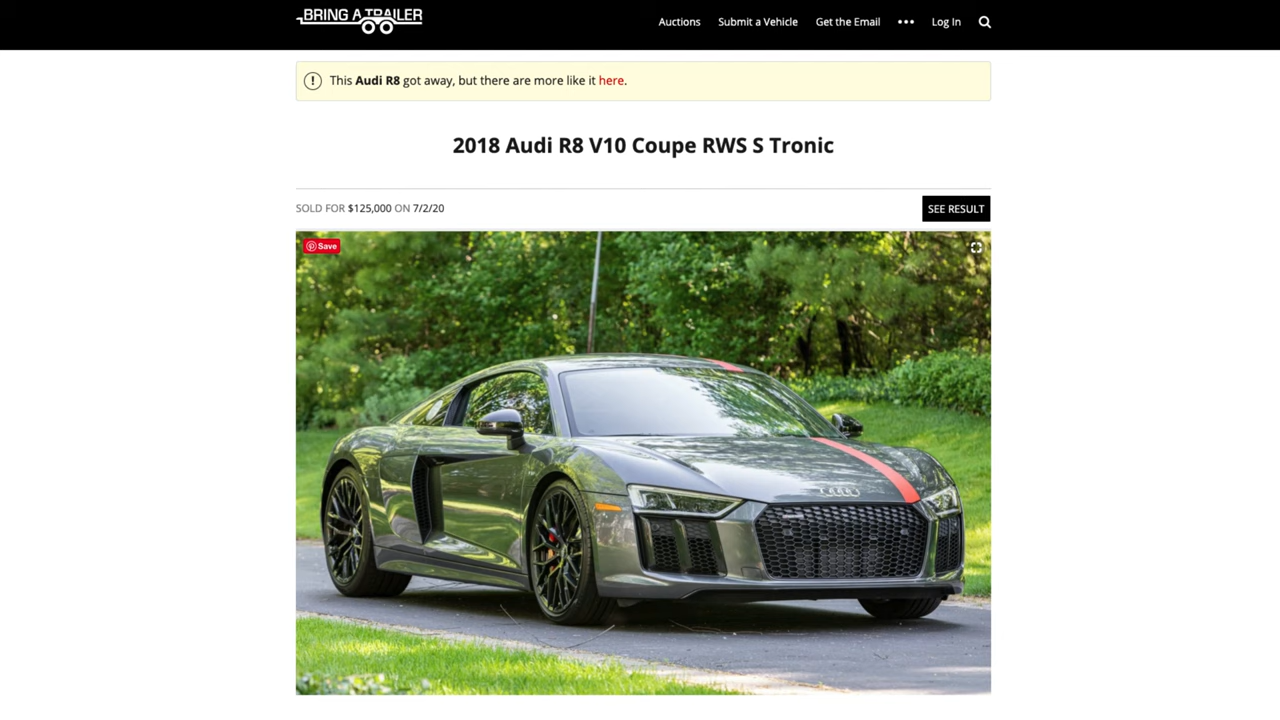 BRING A TRAILER
Auctions Submit a Vehicle Get the Email ••• Log In
! This Audi R8 got away, but there are more like it here.
2018 Audi R8 V10 Coupe RWS S Tronic
SOLD FOR $125,000 ON 7/2/20
SEE RESULT
Save